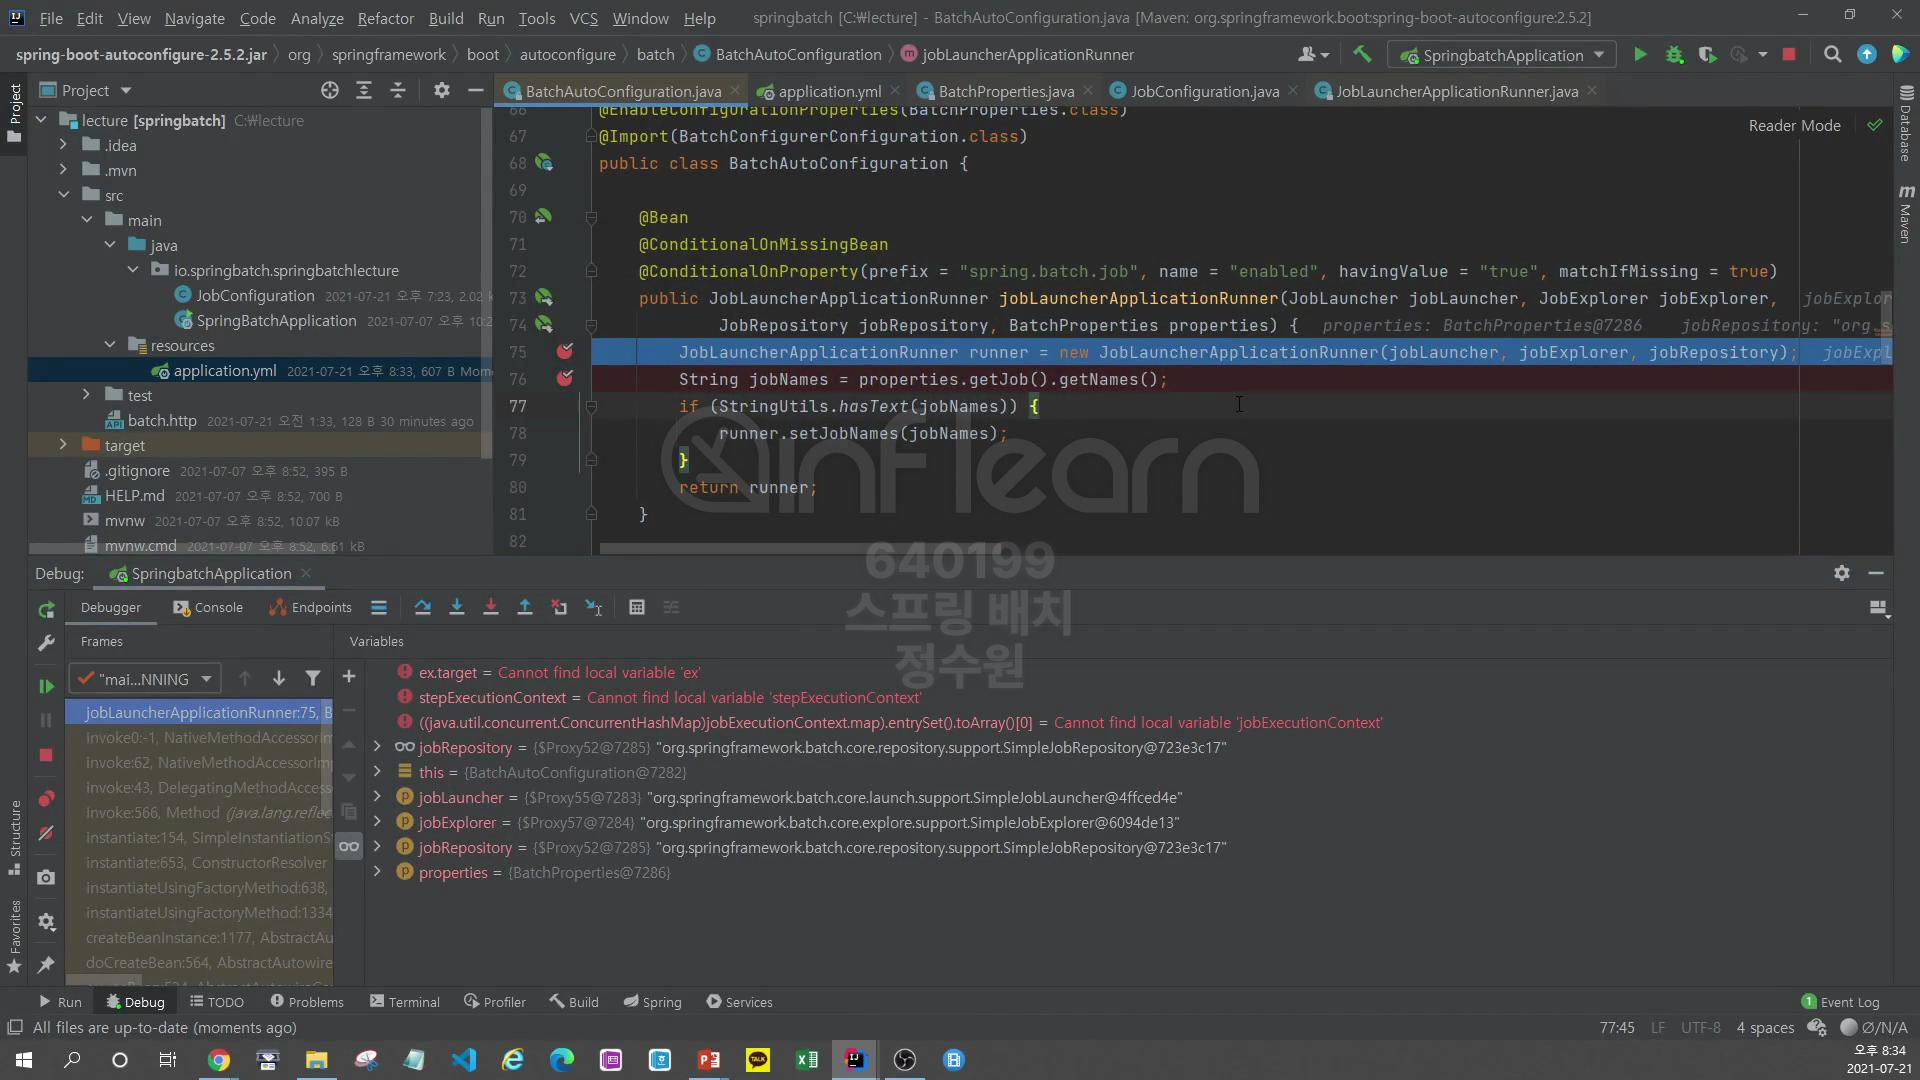 File Edit View Navigate Code Analyze Refactor Build Run Tools VCS Window Help springbatch [C:₩lecture] - BatchAutoConfiguration.java [Maven: org.springframework.boot:spring-boot-autoconfigure:2.5.2]
spring-boot-autoconfigure-2.5.2.jar org springframework boot autoconfigure batch BatchAutoConfiguration jobLauncherApplicationRunner SpringbatchApplication
Project BatchAutoConfiguration.java application.yml BatchProperties.java JobConfiguration.java JobLauncherApplicationRunner.java
Project
Database
Maven
Structure
Favorites
lecture [springbatch] C:₩lecture
.idea
.mvn
src
main
java
io.springbatch.springbatchlecture
JobConfiguration 2021-07-21 오후 7:23, 2.02 k
SpringBatchApplication 2021-07-07 오후 10:2
resources
application.yml 2021-07-21 오후 8:33, 607 B Mom
test
batch.http 2021-07-21 오후 1:33, 128 B 30 minutes ago
target
.gitignore 2021-07-07 오후 8:52, 395 B
HELP.md 2021-07-07 오후 8:52, 700 B
mvnw 2021-07-07 오후 8:52, 10.07 kB
mvnw.cmd 2021-07-07 오후 8:52, 6.61 kB
Reader Mode
66 @EnableConfigurationProperties(BatchProperties.class)
67 @Import(BatchConfigurerConfiguration.class)
68 public class BatchAutoConfiguration {
69
70 @Bean
71 @ConditionalOnMissingBean
72 @ConditionalOnProperty(prefix = "spring.batch.job", name = "enabled", havingValue = "true", matchIfMissing = true)
73 public JobLauncherApplicationRunner jobLauncherApplicationRunner(JobLauncher jobLauncher, JobExplorer jobExplorer, jobExplor
74 JobRepository jobRepository, BatchProperties properties) { properties: BatchProperties@7286 jobRepository: "org.s
75 JobLauncherApplicationRunner runner = new JobLauncherApplicationRunner(jobLauncher, jobExplorer, jobRepository); jobExpl
76 String jobNames = properties.getJob().getNames();
77 if (StringUtils.hasText(jobNames)) {
78 runner.setJobNames(jobNames);
79 }
80 return runner;
81 }
82
inflearn
640199
스프링 배치
정수원
Debug: SpringbatchApplication
Debugger Console Endpoints
Frames Variables
"mai...NNING
jobLauncherApplicationRunner:75, B
invoke0:-1, NativeMethodAccessorIm
invoke:62, NativeMethodAccessorImp
invoke:43, DelegatingMethodAccess
invoke:566, Method (java.lang.reflec
instantiate:154, SimpleInstantiationS
instantiate:653, ConstructorResolver
instantiateUsingFactoryMethod:638,
instantiateUsingFactoryMethod:1334
createBeanInstance:1177, AbstractAu
doCreateBean:564, AbstractAutowire
ex.target = Cannot find local variable 'ex'
stepExecutionContext = Cannot find local variable 'stepExecutionContext'
((java.util.concurrent.ConcurrentHashMap)jobExecutionContext.map).entrySet().toArray()[0] = Cannot find local variable 'jobExecutionContext'
jobRepository = {$Proxy52@7285} "org.springframework.batch.core.repository.support.SimpleJobRepository@723e3c17"
this = {BatchAutoConfiguration@7282}
jobLauncher = {$Proxy55@7283} "org.springframework.batch.core.launch.support.SimpleJobLauncher@4ffced4e"
jobExplorer = {$Proxy57@7284} "org.springframework.batch.core.explore.support.SimpleJobExplorer@6094de13"
jobRepository = {$Proxy52@7285} "org.springframework.batch.core.repository.support.SimpleJobRepository@723e3c17"
properties = {BatchProperties@7286}
Run Debug TODO Problems Terminal Profiler Build Spring Services 1 Event Log
All files are up-to-date (moments ago) 77:45 LF UTF-8 4 spaces Ø/N/A
오후 8:34
2021-07-21